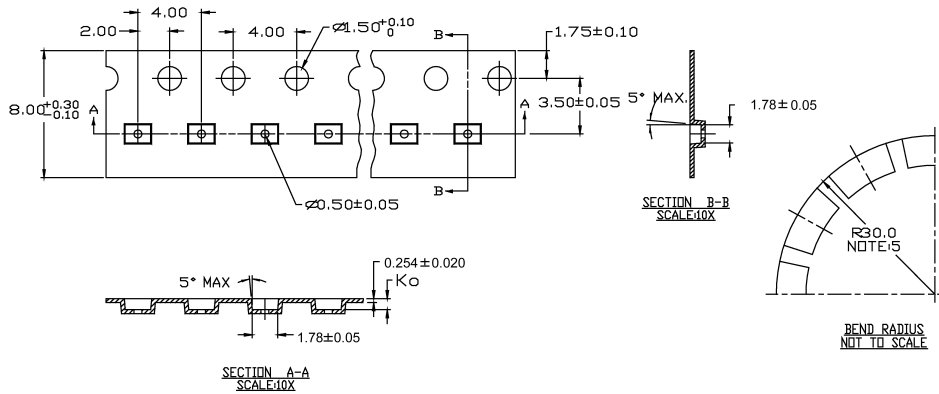 4.00
2.00
4.00
⌀1.50 +0.10 0
B
1.75±0.10
8.00 +0.30 -0.10
A
A
3.50±0.05
5° MAX.
1.78±0.05
B
⌀0.50±0.05
SECTION B-B
SCALE:10X
R30.0
NOTE:5
0.254±0.020
5° MAX
Ko
1.78±0.05
BEND RADIUS
NOT TO SCALE
SECTION A-A
SCALE:10X